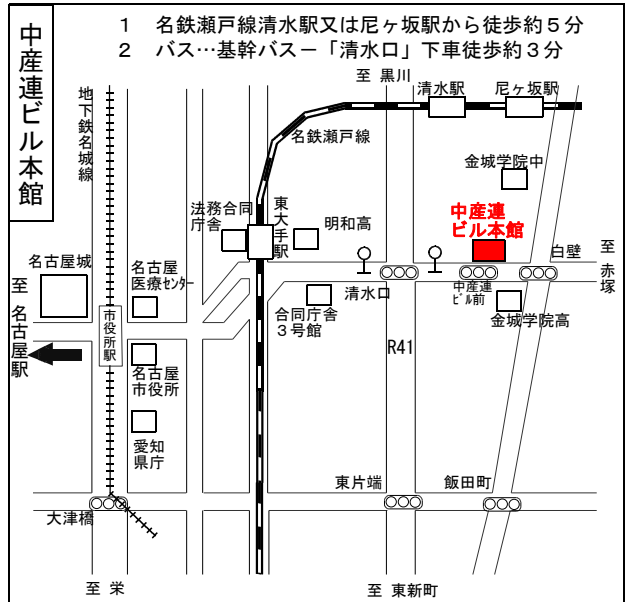 中産連ビル本館
1 名鉄瀬戸線清水駅又は尼ヶ坂駅から徒歩約5分
2 バス…基幹バス－「清水口」下車徒歩約3分
至 黒川
地下鉄名城線
清水駅
尼ヶ坂駅
名鉄瀬戸線
金城学院中
法務合同
庁舎
東大手駅
明和高
中産連
ビル本館
白壁
至 赤塚
名古屋城
名古屋
医療センター
清水口
中産連
ビル前
至 名古屋駅
市役所駅
合同庁舎
3号館
金城学院高
R41
名古屋
市役所
愛知
県庁
東片端
飯田町
大津橋
至 栄
至 東新町